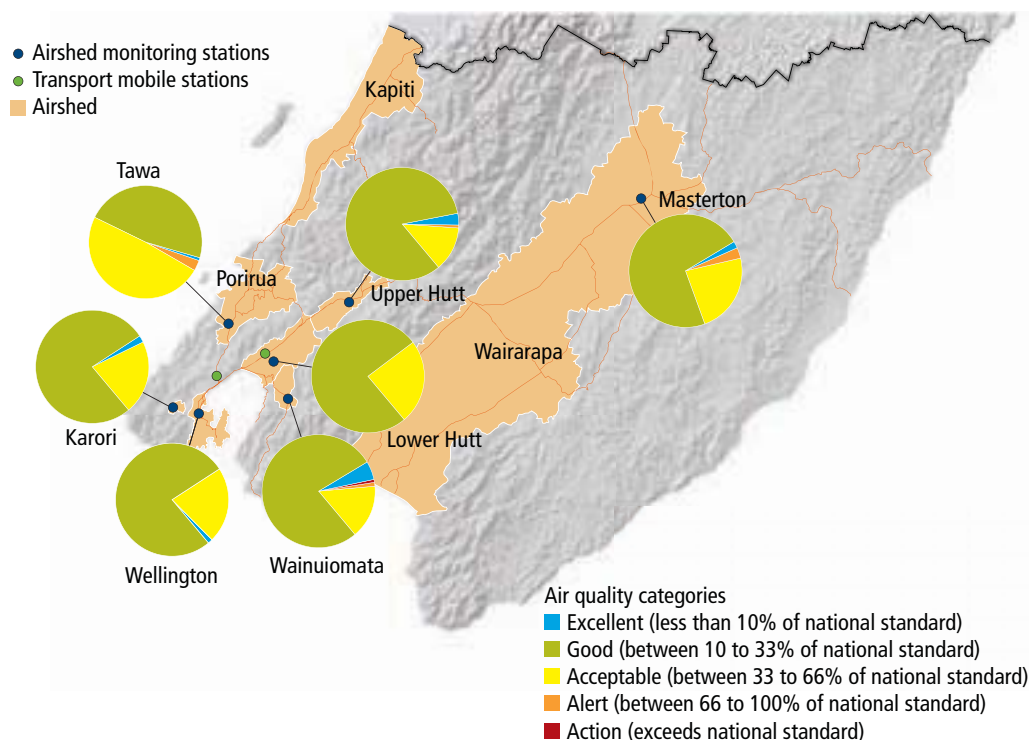 Airshed monitoring stations
Transport mobile stations
Airshed
Kapiti
Tawa
Masterton
Porirua
Upper Hutt
Wairarapa
Karori
Lower Hutt
Wellington
Wainuiomata
Air quality categories
Excellent (less than 10% of national standard)
Good (between 10 to 33% of national standard)
Acceptable (between 33 to 66% of national standard)
Alert (between 66 to 100% of national standard)
Action (exceeds national standard)